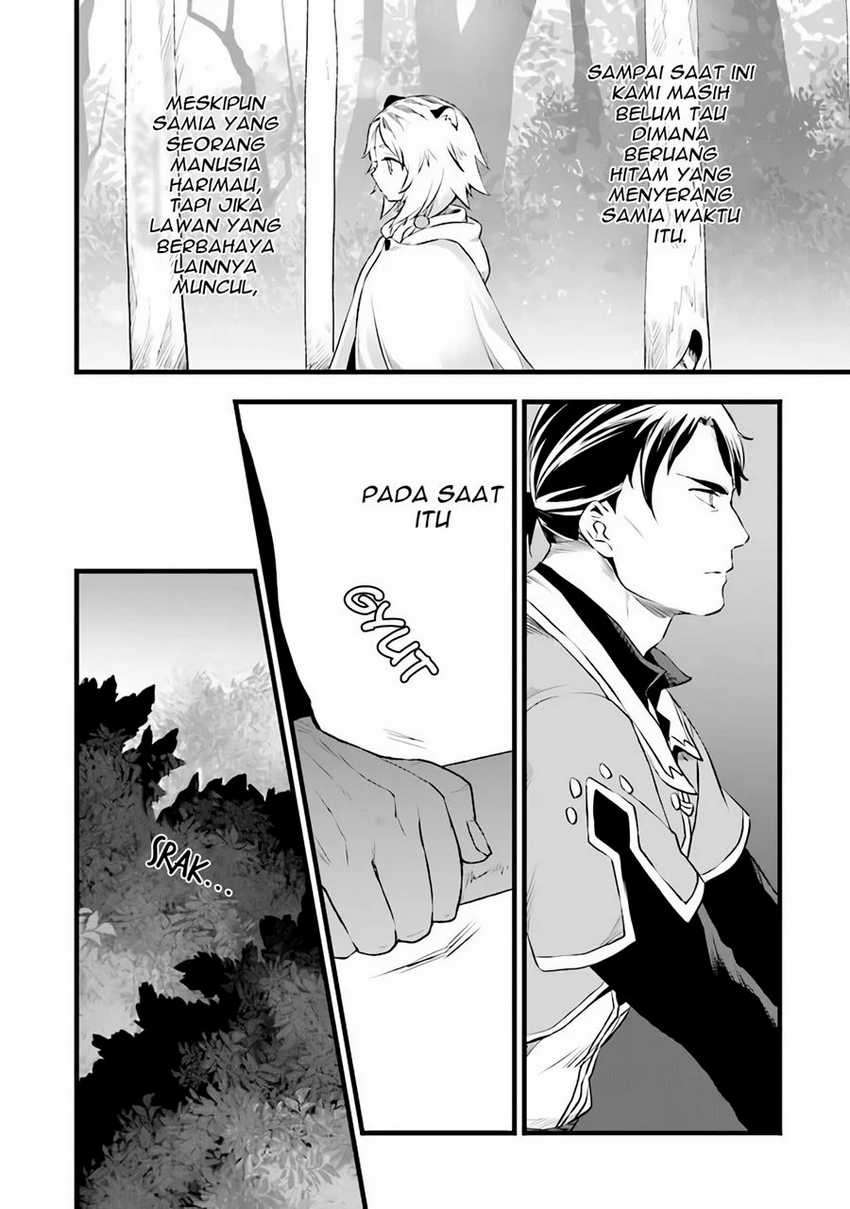 SAMPAI SAAT INI
KAMI MASIH
BELUM TAU
DIMANA
BERUANG
HITAM YANG
MENYERANG
SAMIA WAKTU
ITU.
MESKIPUN
SAMIA YANG
SEORANG
MANUSIA
HARIMAU,
TAPI JIKA
LAWAN YANG
BERBAHAYA
LAINNYA
MUNCUL,
PADA SAAT
ITU
GYUT
SRAK...